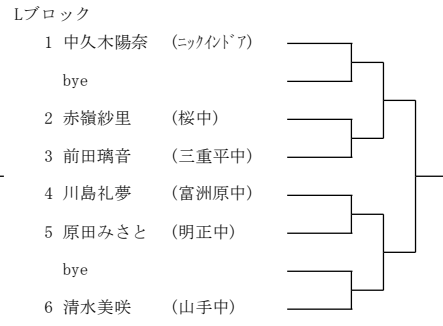 Lブロック
1 中久木陽奈 (ﾆｯｸｲﾝﾄﾞｱ)
bye
2 赤嶺紗里 (桜中)
3 前田璃音 (三重平中)
4 川島礼夢 (富洲原中)
5 原田みさと (明正中)
bye
6 清水美咲 (山手中)